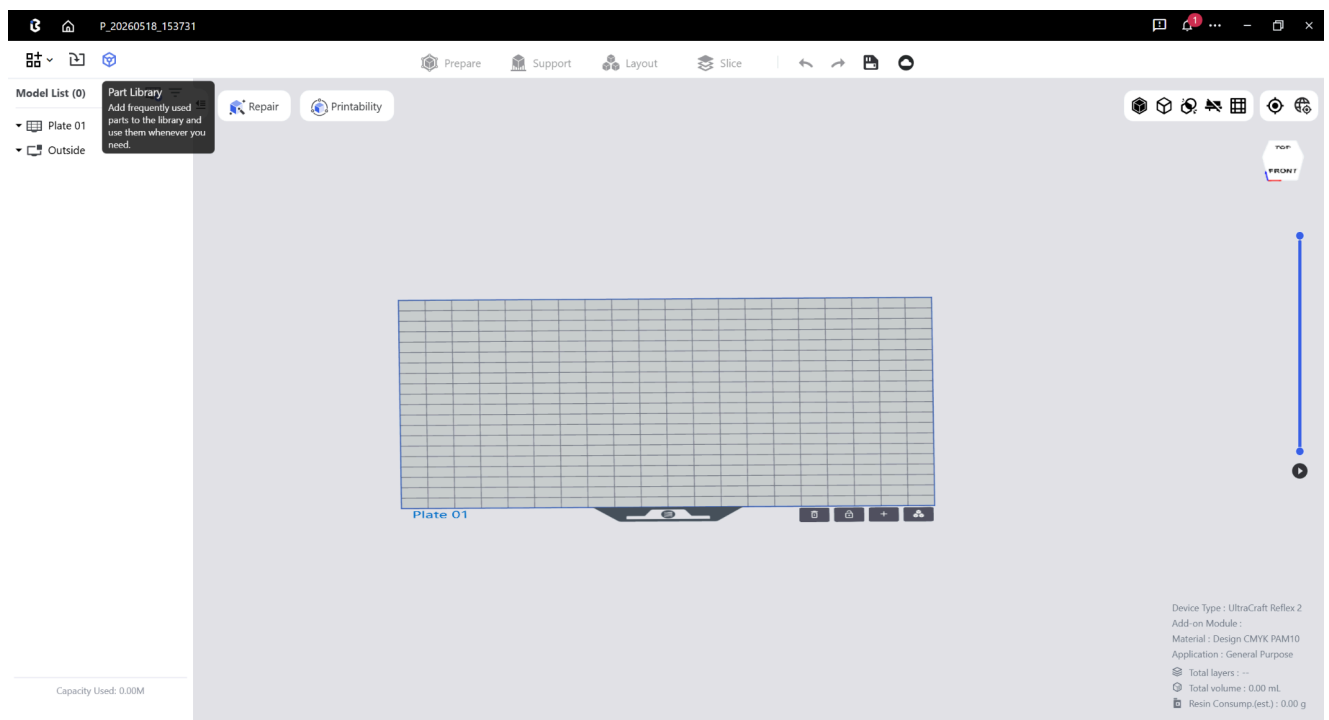 P_20260518_153731
1
Prepare
Support
Layout
Slice
Model List (0)
Part Library
Add frequently used
parts to the library and
use them whenever you
need.
Repair
Printability
Plate 01
Outside
TOP
FRONT
Plate 01
Device Type : UltraCraft Reflex 2
Add-on Module :
Material : Design CMYK PAM10
Application : General Purpose
Total layers : --
Total volume : 0.00 mL
Resin Consump.(est.) : 0.00 g
Capacity Used: 0.00M